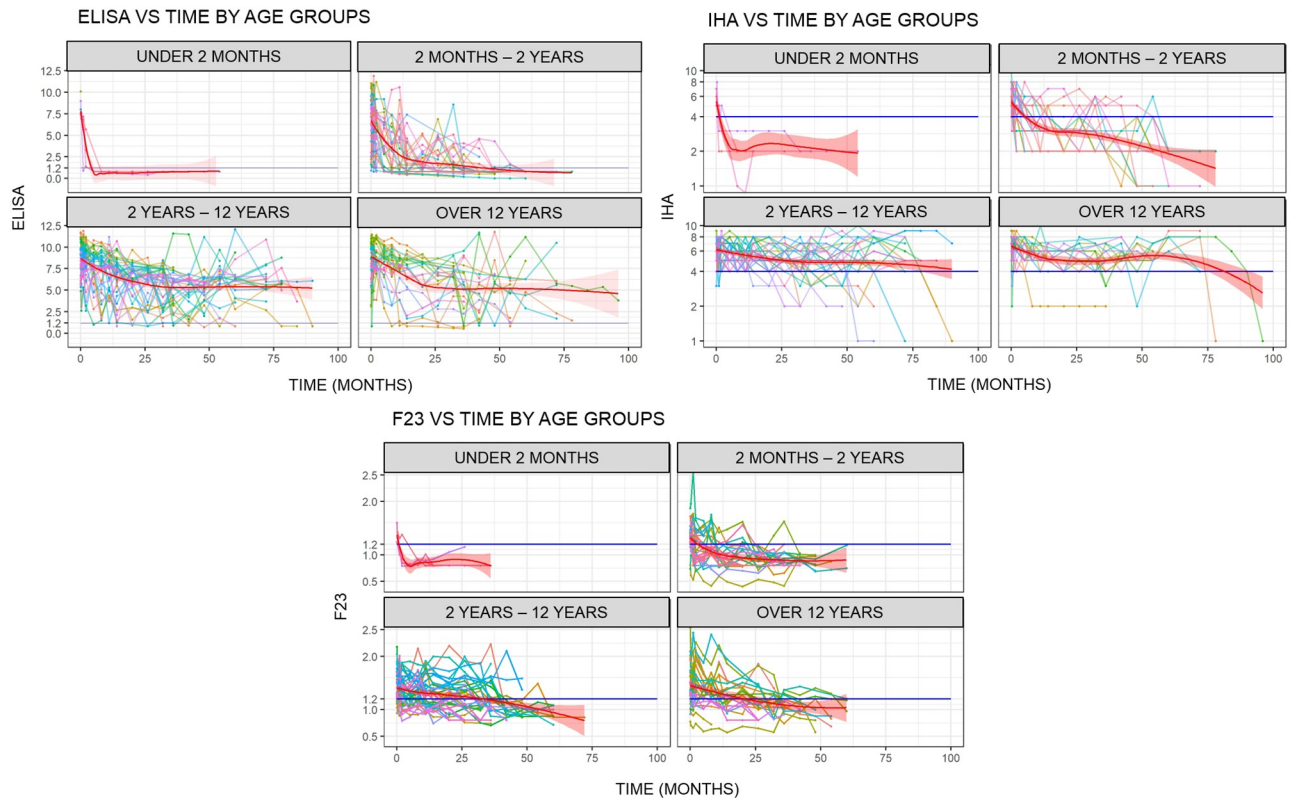 ELISA VS TIME BY AGE GROUPS
UNDER 2 MONTHS
2 MONTHS – 2 YEARS
12.5
10.0
7.5
5.0
2.5
1.2
0.0
2 YEARS – 12 YEARS
OVER 12 YEARS
12.5
10.0
7.5
5.0
2.5
1.2
0.0
ELISA
0 25 50 75 100 0 25 50 75 100
TIME (MONTHS)
IHA VS TIME BY AGE GROUPS
UNDER 2 MONTHS
2 MONTHS – 2 YEARS
10
8
6
4
2
1
2 YEARS – 12 YEARS
OVER 12 YEARS
10
8
6
4
2
1
IHA
0 25 50 75 100 0 25 50 75 100
TIME (MONTHS)
F23 VS TIME BY AGE GROUPS
UNDER 2 MONTHS
2 MONTHS – 2 YEARS
2.5
2.0
1.2
1.0
0.5
2 YEARS – 12 YEARS
OVER 12 YEARS
2.5
2.0
1.2
1.0
0.5
F23
0 25 50 75 100 0 25 50 75 100
TIME (MONTHS)